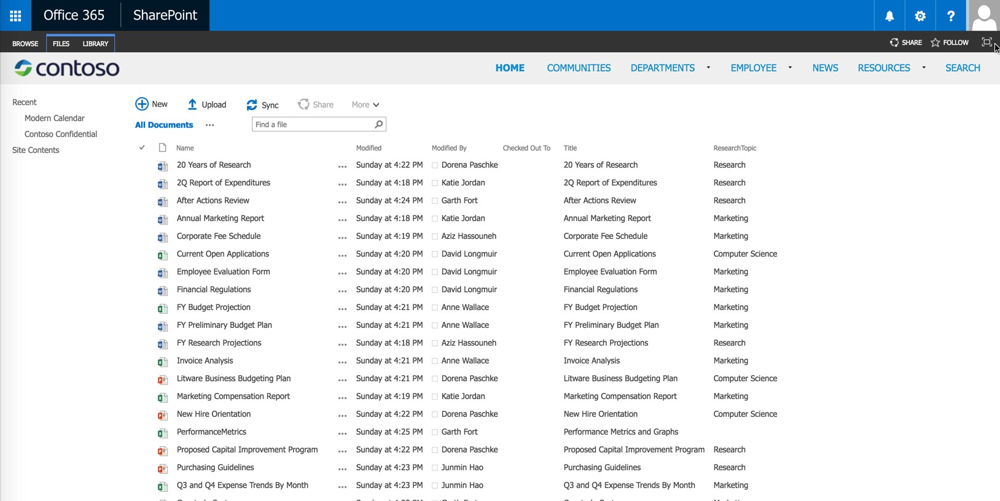 Office 365 SharePoint
BROWSE FILES LIBRARY SHARE FOLLOW
contoso HOME COMMUNITIES DEPARTMENTS EMPLOYEE NEWS RESOURCES SEARCH
Recent
Modern Calendar
Contoso Confidential
Site Contents
New Upload Sync Share More
All Documents ... Find a file
Name Modified Modified By Checked Out To Title ResearchTopic
20 Years of Research ... Sunday at 4:22 PM Dorena Paschke 20 Years of Research Research
2Q Report of Expenditures ... Sunday at 4:18 PM Katie Jordan 2Q Report of Expenditures Research
After Actions Review ... Sunday at 4:24 PM Garth Fort After Actions Review Research
Annual Marketing Report ... Sunday at 4:18 PM Katie Jordan Annual Marketing Report Marketing
Corporate Fee Schedule ... Sunday at 4:19 PM Aziz Hassouneh Corporate Fee Schedule Marketing
Current Open Applications ... Sunday at 4:20 PM David Longmuir Current Open Applications Computer Science
Employee Evaluation Form ... Sunday at 4:20 PM David Longmuir Employee Evaluation Form Marketing
Financial Regulations ... Sunday at 4:20 PM David Longmuir Financial Regulations Marketing
FY Budget Projection ... Sunday at 4:21 PM Anne Wallace FY Budget Projection Marketing
FY Preliminary Budget Plan ... Sunday at 4:21 PM Anne Wallace FY Preliminary Budget Plan Marketing
FY Research Projections ... Sunday at 4:18 PM Aziz Hassouneh FY Research Projections Research
Invoice Analysis ... Sunday at 4:21 PM Anne Wallace Invoice Analysis Marketing
Litware Business Budgeting Plan ... Sunday at 4:21 PM Dorena Paschke Litware Business Budgeting Plan Computer Science
Marketing Compensation Report ... Sunday at 4:19 PM Katie Jordan Marketing Compensation Report Marketing
New Hire Orientation ... Sunday at 4:22 PM Dorena Paschke New Hire Orientation Computer Science
PerformanceMetrics ... Sunday at 4:25 PM Garth Fort Performance Metrics and Graphs
Proposed Capital Improvement Program ... Sunday at 4:22 PM Dorena Paschke Proposed Capital Improvement Program Research
Purchasing Guidelines ... Sunday at 4:23 PM Junmin Hao Purchasing Guidelines Research
Q3 and Q4 Expense Trends By Month ... Sunday at 4:23 PM Junmin Hao Q3 and Q4 Expense Trends By Month Marketing